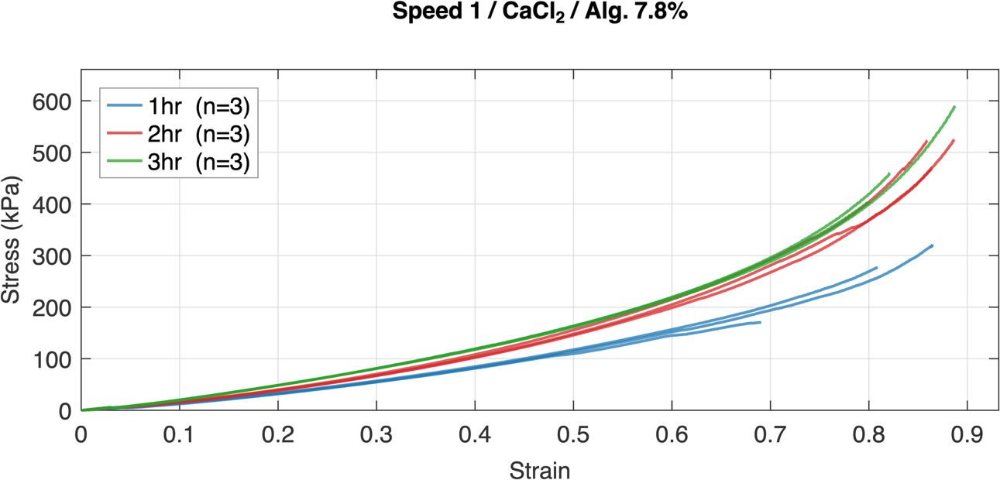 Speed 1 / CaCl₂ / Alg. 7.8%
600
500
400
300
200
100
0
Stress (kPa)
1hr (n=3)
2hr (n=3)
3hr (n=3)
0 0.1 0.2 0.3 0.4 0.5 0.6 0.7 0.8 0.9
Strain